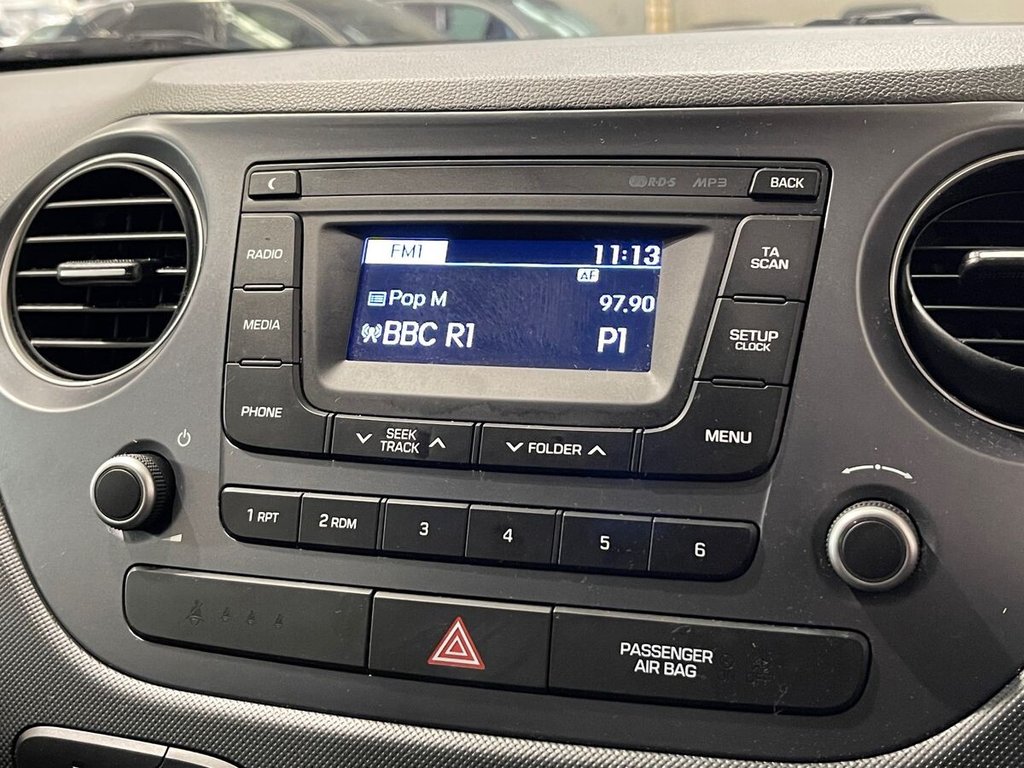 RDS MP3 BACK
RADIO
MEDIA
PHONE
FM1 11:13
AF
Pop M 97.90
BBC R1 P1
TA
SCAN
SETUP
CLOCK
MENU
SEEK
TRACK
FOLDER
1 RPT 2 RDM 3 4 5 6
PASSENGER
AIR BAG